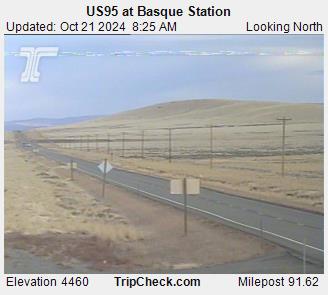 US95 at Basque Station
Updated: Oct 21 2024 8:25 AM Looking North
Elevation 4460 TripCheck.com Milepost 91.62